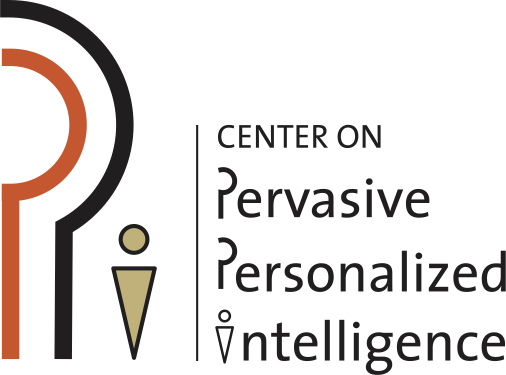 CENTER ON
Pervasive
Personalized
intelligence